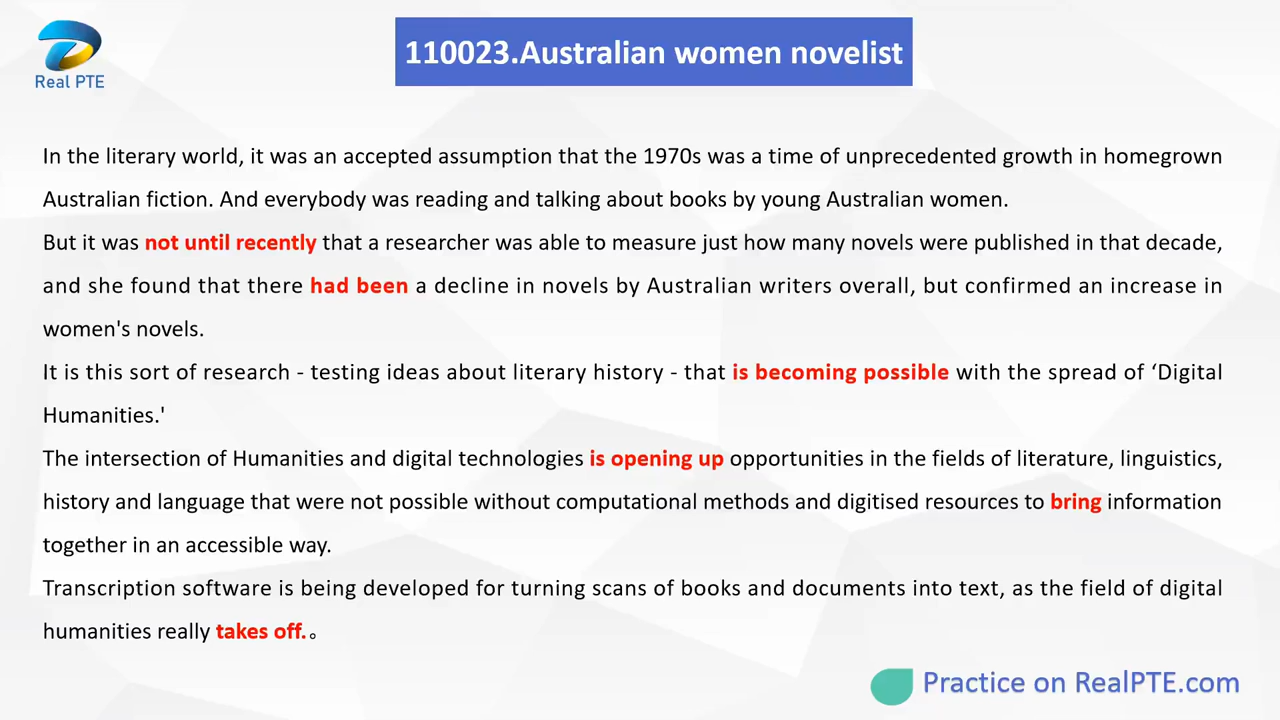 110023.Australian women novelist
Real PTE
In the literary world, it was an accepted assumption that the 1970s was a time of unprecedented growth in homegrown
Australian fiction. And everybody was reading and talking about books by young Australian women.
But it was not until recently that a researcher was able to measure just how many novels were published in that decade,
and she found that there had been a decline in novels by Australian writers overall, but confirmed an increase in
women's novels.
It is this sort of research - testing ideas about literary history - that is becoming possible with the spread of ‘Digital
Humanities.'
The intersection of Humanities and digital technologies is opening up opportunities in the fields of literature, linguistics,
history and language that were not possible without computational methods and digitised resources to bring information
together in an accessible way.
Transcription software is being developed for turning scans of books and documents into text, as the field of digital
humanities really takes off.。
Practice on RealPTE.com